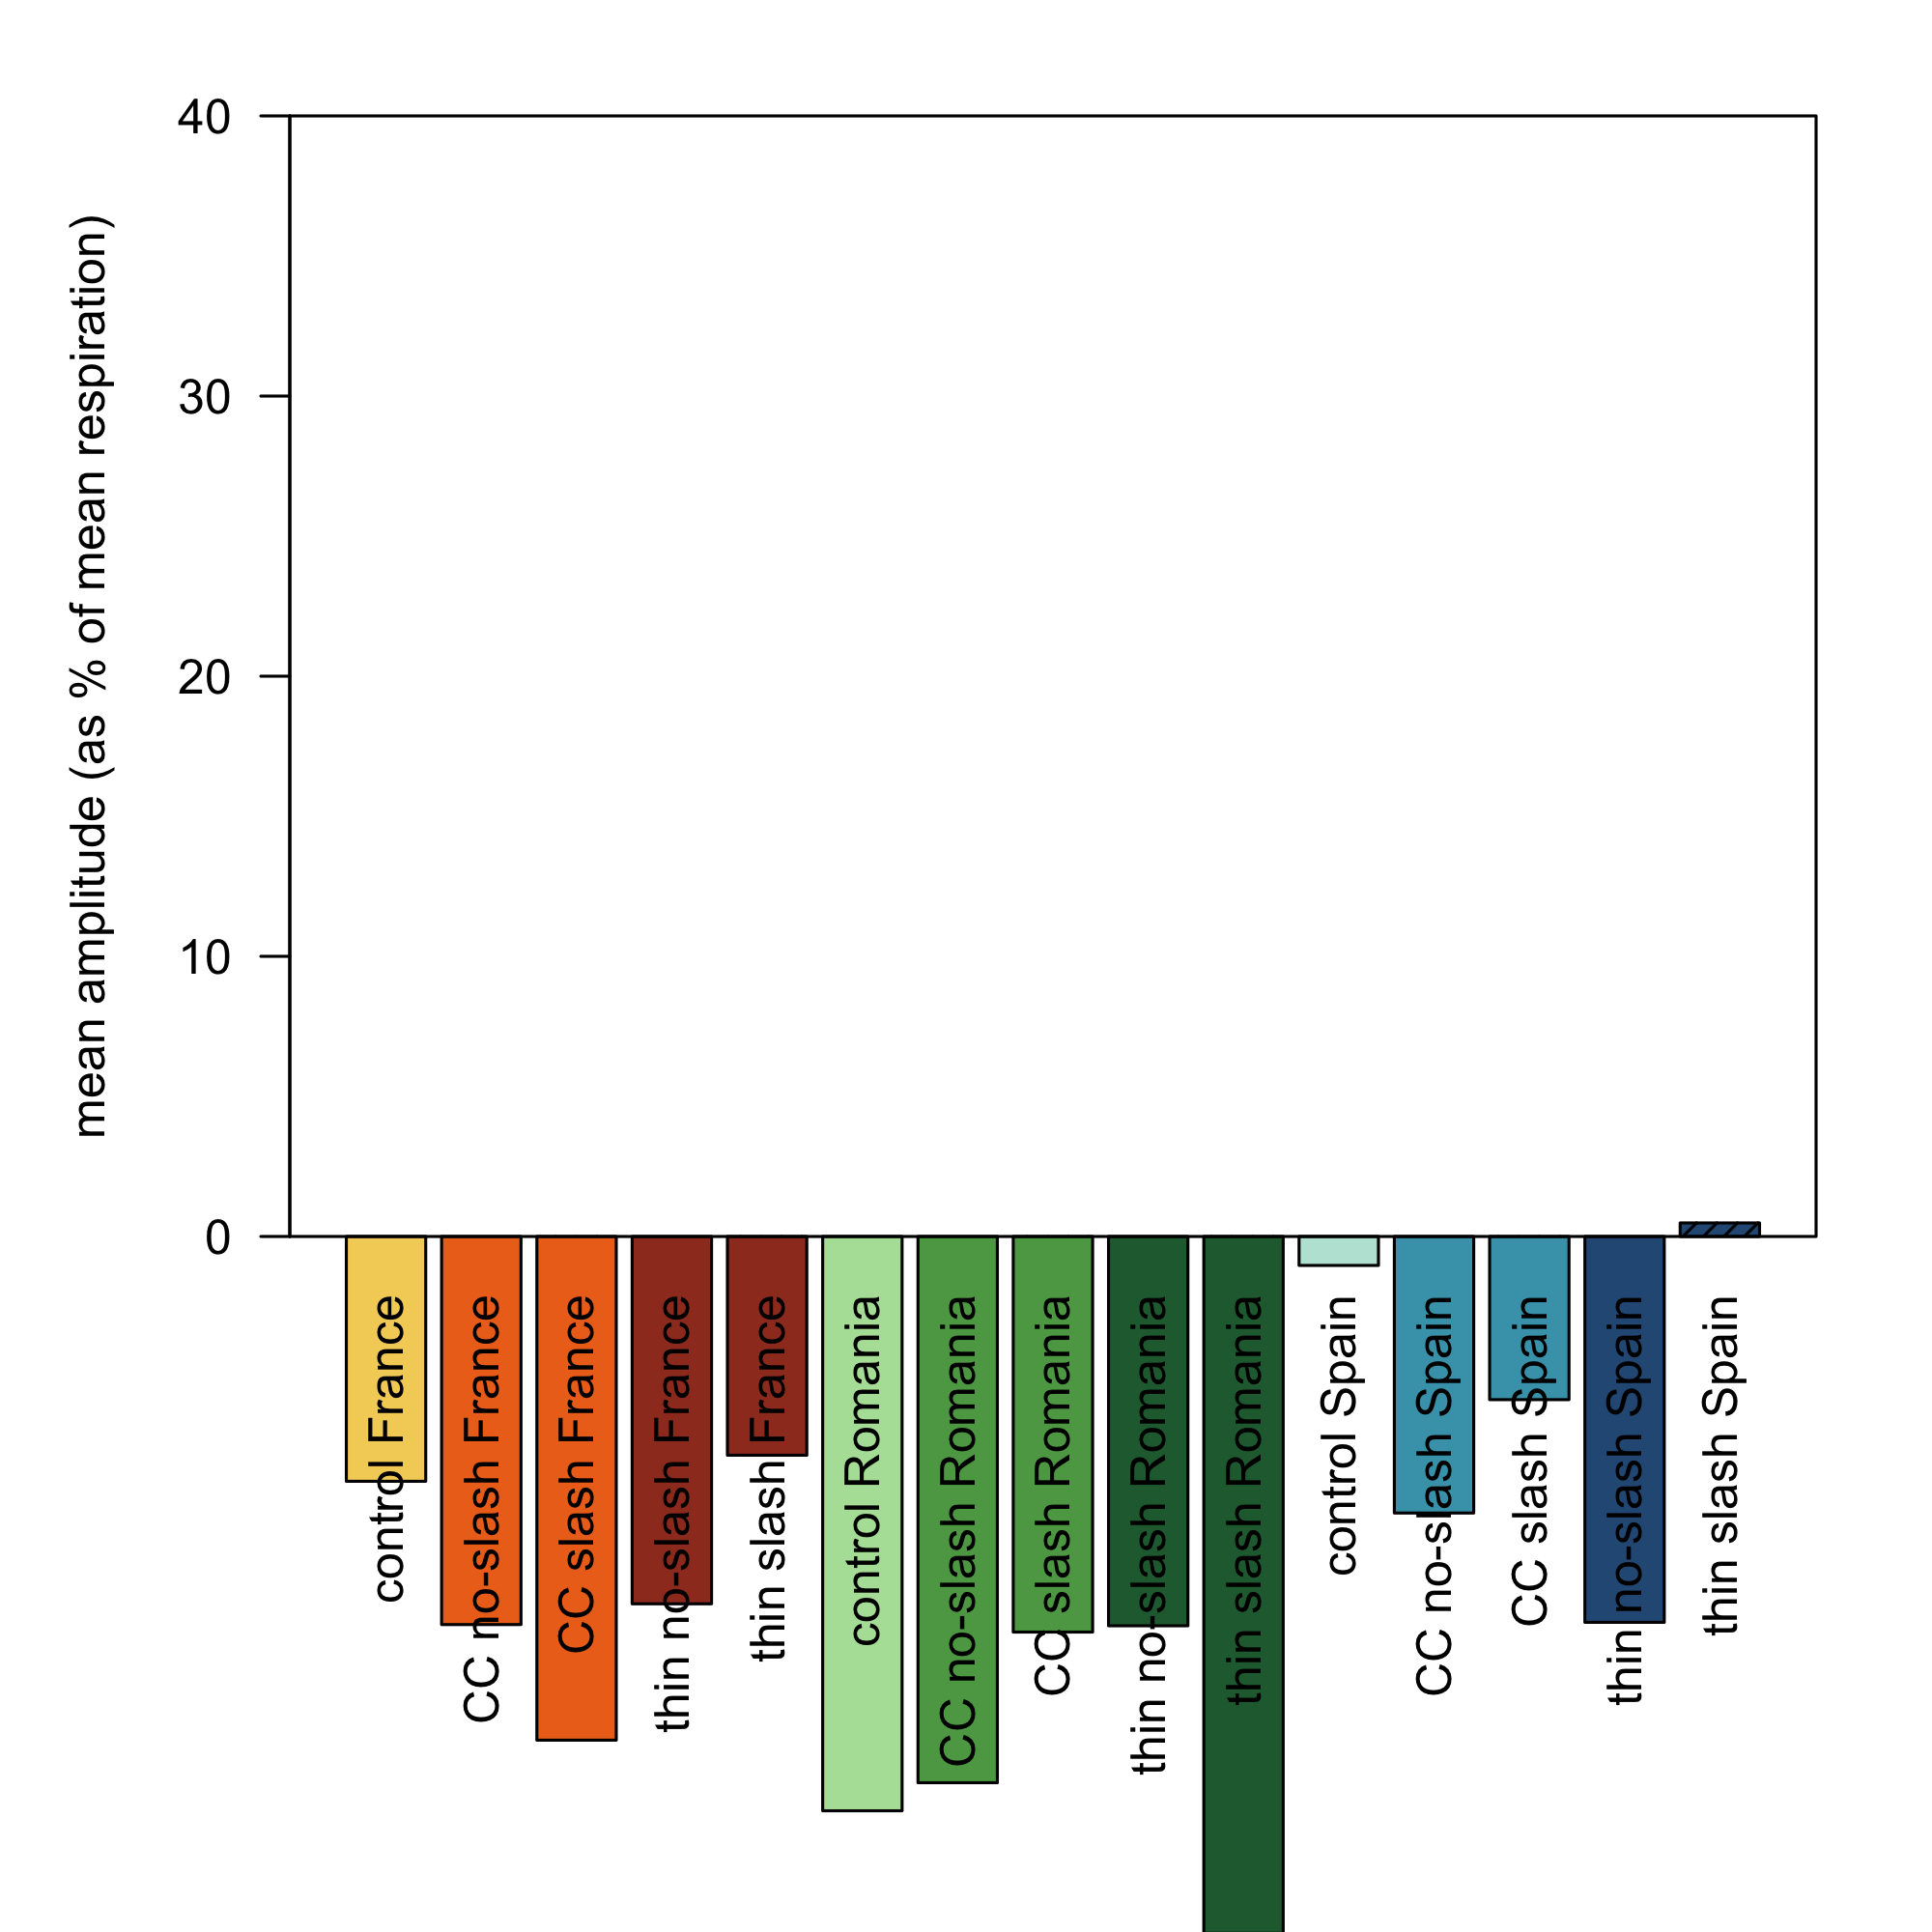 mean amplitude (as % of mean respiration)
40
30
20
10
0
control France
CC no-slash France
CC slash France
thin no-slash France
thin slash France
control Romania
CC no-slash Romania
CC slash Romania
thin no-slash Romania
thin slash Romania
control Spain
CC no-slash Spain
CC slash Spain
thin no-slash Spain
thin slash Spain